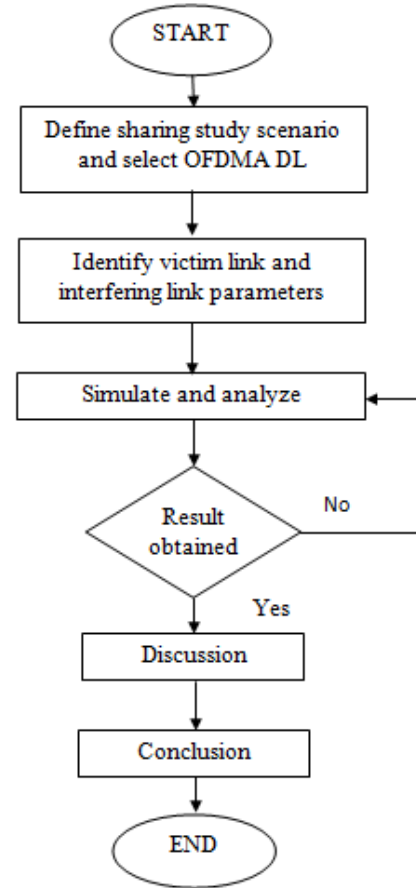 START
Define sharing study scenario
and select OFDMA DL
Identify victim link and
interfering link parameters
Simulate and analyze
Result
obtained
No
Yes
Discussion
Conclusion
END